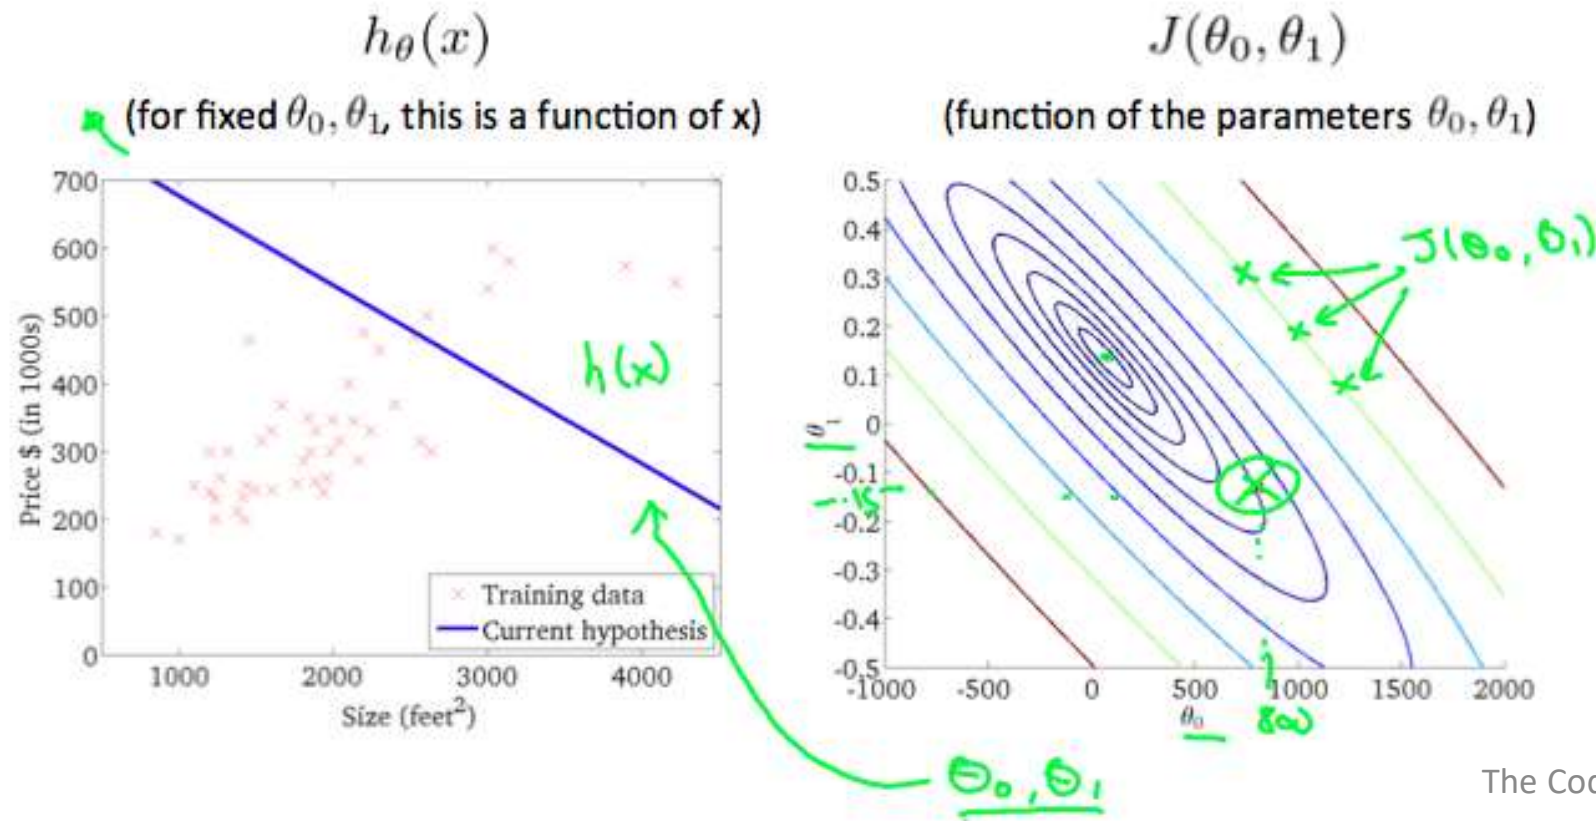 h_θ(x)
(for fixed θ₀, θ₁, this is a function of x)
700
600
500
400
300
200
100
0
Price $ (in 1000s)
h(x)
Training data
Current hypothesis
1000 2000 3000 4000
Size (feet²)
J(θ₀, θ₁)
(function of the parameters θ₀, θ₁)
0.5
0.4
0.3
0.2
0.1
0
-0.1
-0.2
-0.3
-0.4
-0.5
θ₁
-.15
J(θ₀, θ₁)
-1000 -500 0 500 1000 1500 2000
θ₀
800
θ₀, θ₁
The Cod